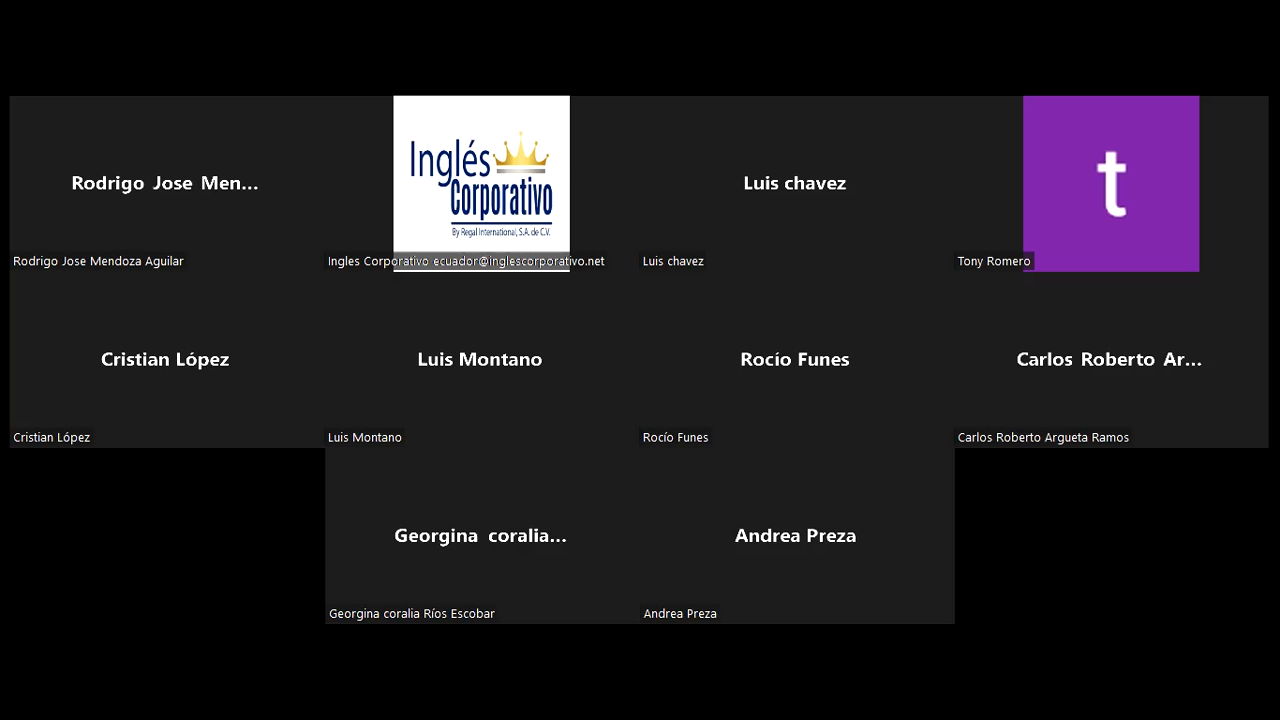 Rodrigo Jose Men...
Inglés
Corporativo
By Regal International, S.A. de C.V.
Luis chavez
t
Rodrigo Jose Mendoza Aguilar
Ingles Corporativo ecuador@inglescorporativo.net
Luis chavez
Tony Romero
Cristian López
Luis Montano
Rocío Funes
Carlos Roberto Ar...
Cristian López
Luis Montano
Rocío Funes
Carlos Roberto Argueta Ramos
Georgina coralia...
Andrea Preza
Georgina coralia Ríos Escobar
Andrea Preza